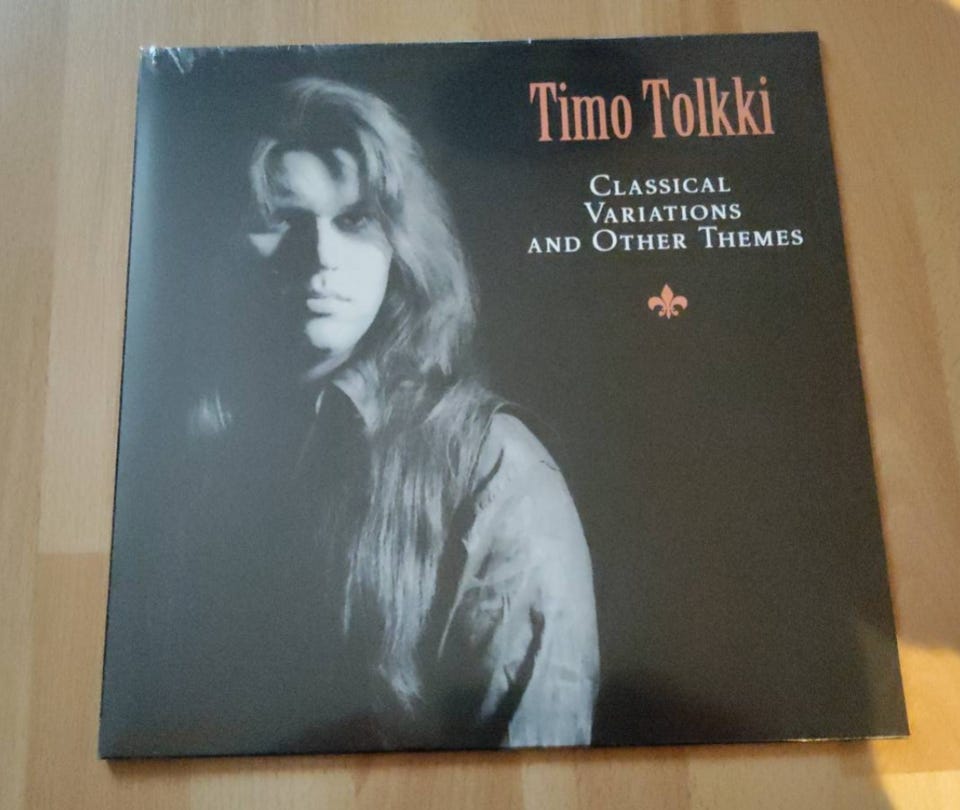 Timo Tolkki
Classical
Variations
and Other Themes